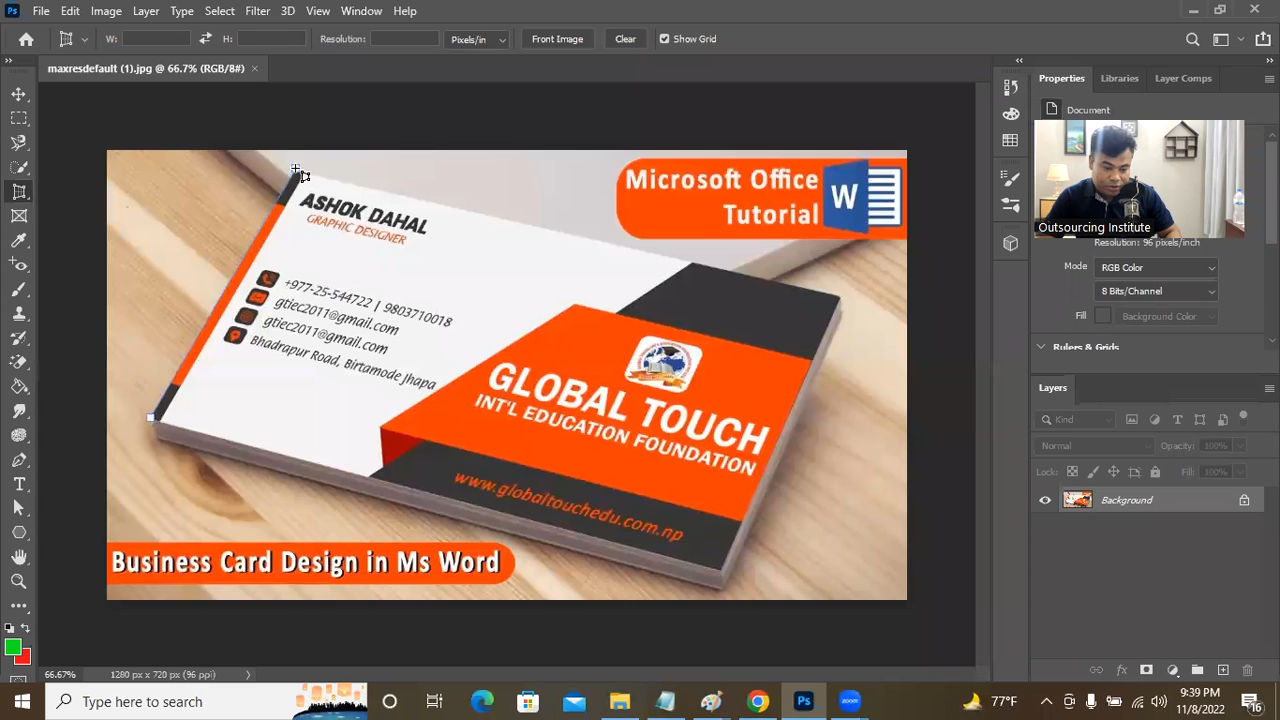 Ps File Edit Image Layer Type Select Filter 3D View Window Help
W: H: Resolution: Pixels/in Front Image Clear Show Grid
maxresdefault (1).jpg @ 66.7% (RGB/8#)
Properties Libraries Layer Comps
Document
Outsourcing Institute
Resolution: 96 pixels/inch
Mode RGB Color
8 Bits/Channel
Fill Background Color
Rulers & Grids
Layers
Kind
Normal Opacity: 100%
Lock: Fill: 100%
Background
Microsoft Office
Tutorial
W
ASHOK DAHAL
GRAPHIC DESIGNER
+977-25-544722 | 9803710018
gtiec2011@gmail.com
gtiec2011@gmail.com
Bhadrapur Road, Birtamode Jhapa
GLOBAL TOUCH
INT'L EDUCATION FOUNDATION
www.globaltouchedu.com.np
Business Card Design in Ms Word
66.67% 1280 px x 720 px (96 ppi)
Type here to search
Ps
zoom
77°F
9:39 PM
11/8/2022
16